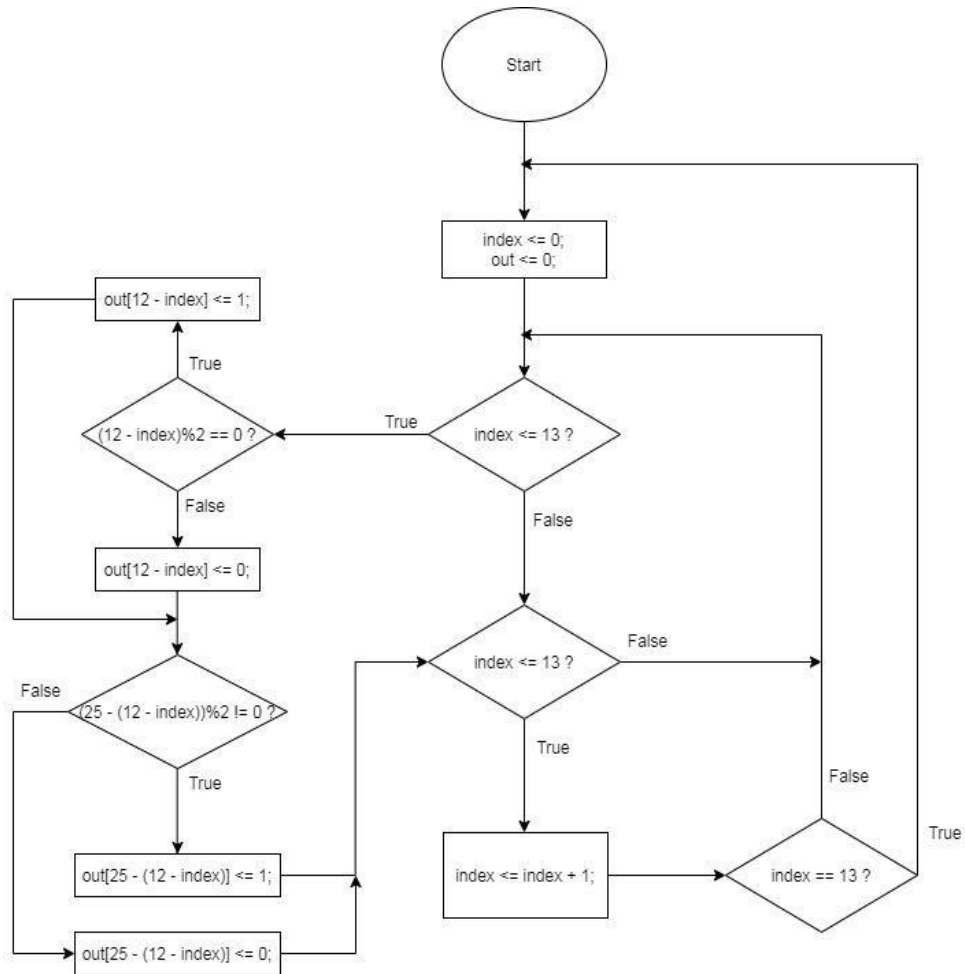 Start
index <= 0;
out <= 0;
out[12 - index] <= 1;
True
(12 - index)%2 == 0 ?
True
index <= 13 ?
False
False
out[12 - index] <= 0;
index <= 13 ?
False
False
(25 - (12 - index))%2 != 0 ?
True
True
False
out[25 - (12 - index)] <= 1;
index <= index + 1;
index == 13 ?
True
out[25 - (12 - index)] <= 0;